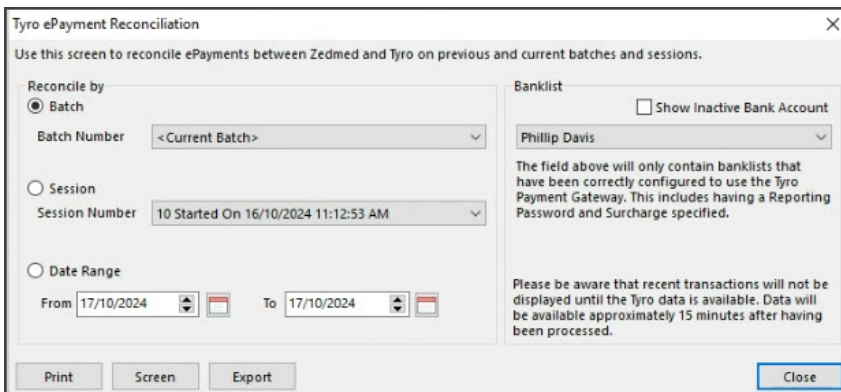 Tyro ePayment Reconciliation
Use this screen to reconcile ePayments between Zedmed and Tyro on previous and current batches and sessions.
Reconcile by
Batch
Batch Number <Current Batch>
Session
Session Number 10 Started On 16/10/2024 11:12:53 AM
Date Range
From 17/10/2024 To 17/10/2024
Banklist
Show Inactive Bank Account
Phillip Davis
The field above will only contain banklists that
have been correctly configured to use the Tyro
Payment Gateway. This includes having a Reporting
Password and Surcharge specified.
Please be aware that recent transactions will not be
displayed until the Tyro data is available. Data will
be available approximately 15 minutes after having
been processed.
Print Screen Export Close